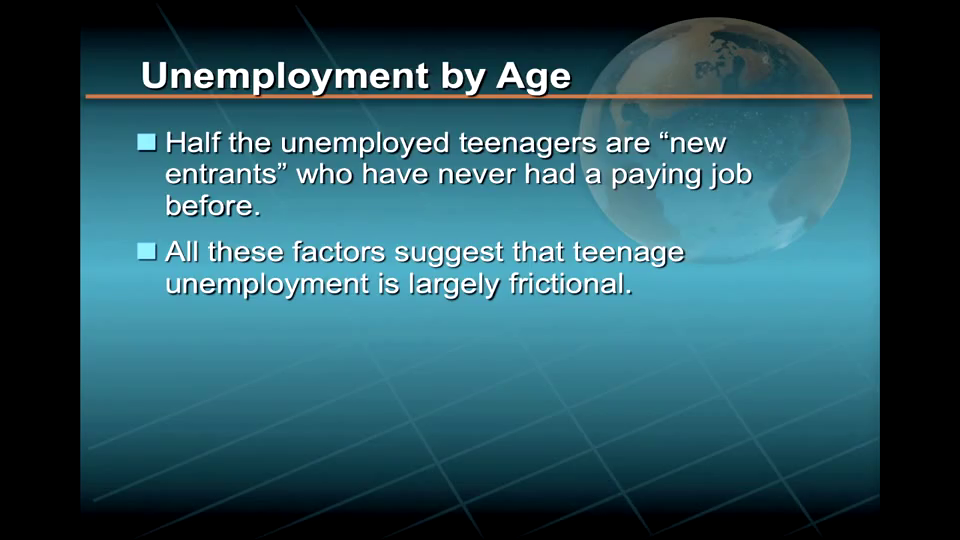 Unemployment by Age
Half the unemployed teenagers are “new
entrants” who have never had a paying job
before.
All these factors suggest that teenage
unemployment is largely frictional.